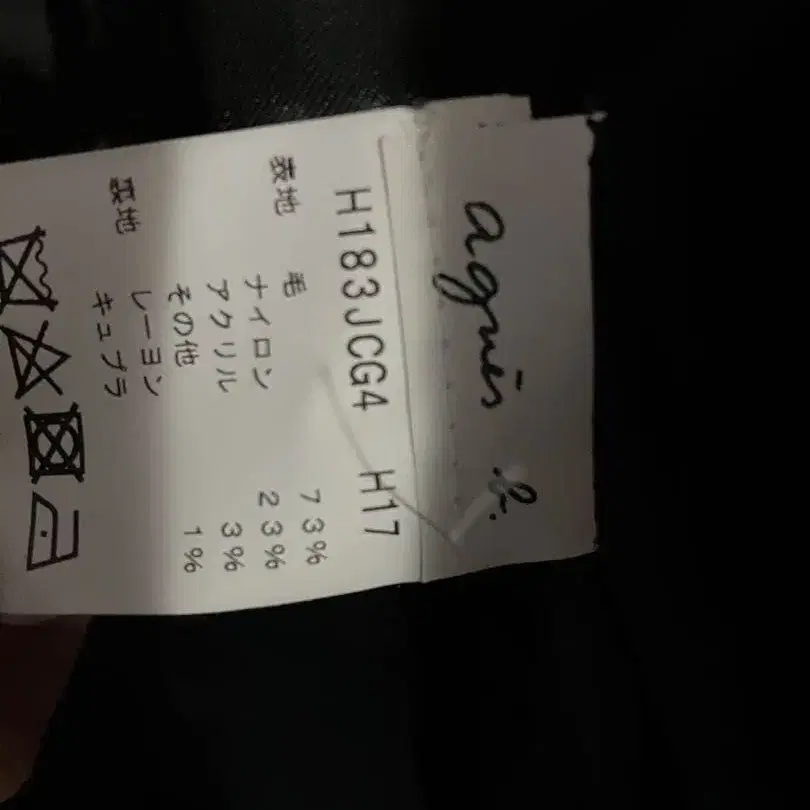 agnès b.
H183JCG4 H17
表地 毛 73%
ナイロン 23%
アクリル 3%
その他 1%
裏地 レーヨン
キュプラ